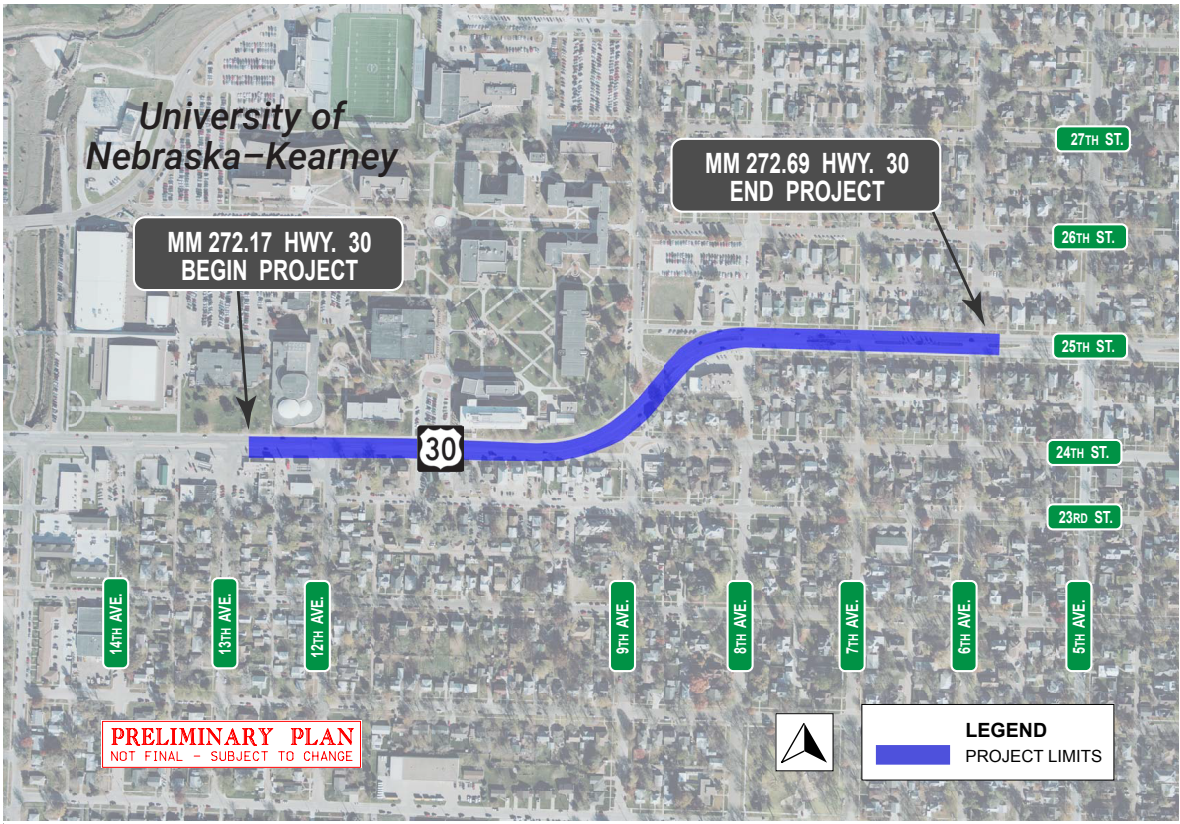 University of
Nebraska–Kearney
MM 272.17 HWY. 30
BEGIN PROJECT
MM 272.69 HWY. 30
END PROJECT
27TH ST.
26TH ST.
25TH ST.
24TH ST.
23RD ST.
30
14TH AVE.
13TH AVE.
12TH AVE.
9TH AVE.
8TH AVE.
7TH AVE.
6TH AVE.
5TH AVE.
PRELIMINARY PLAN
NOT FINAL – SUBJECT TO CHANGE
LEGEND
PROJECT LIMITS